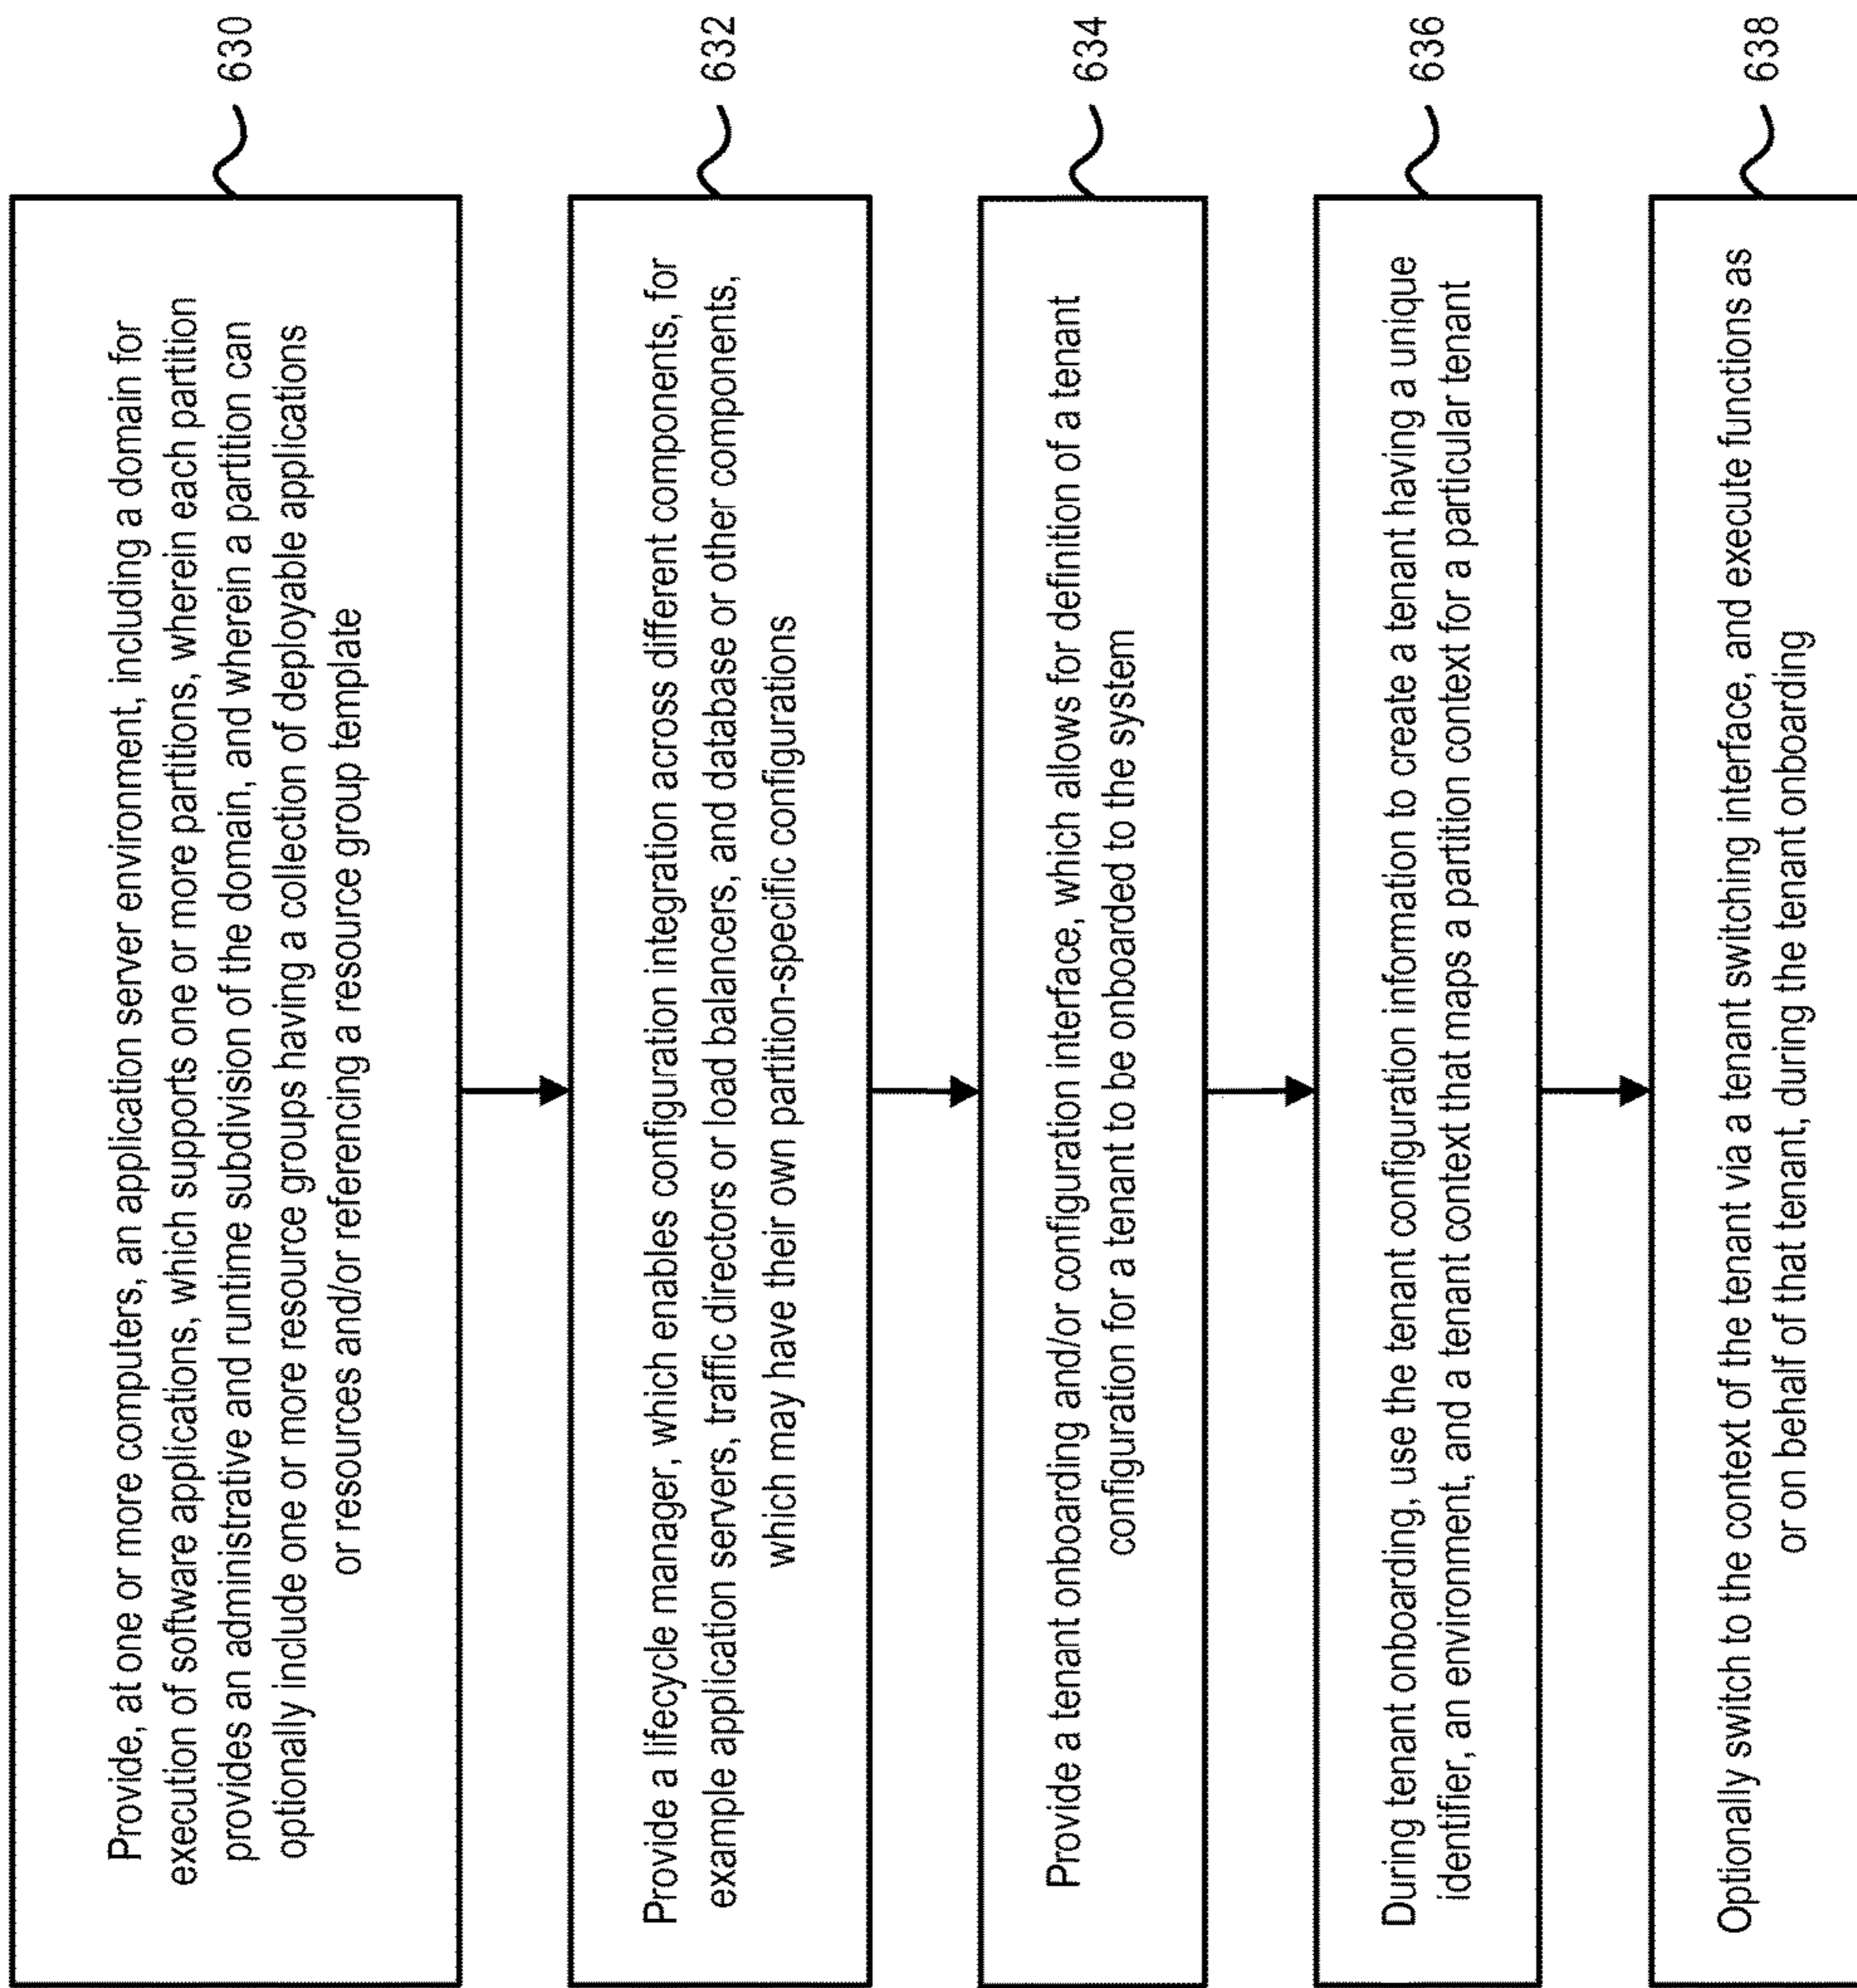 Provide, at one or more computers, an application server environment, including a domain for
execution of software applications, which supports one or more partitions, wherein each partition
provides an administrative and runtime subdivision of the domain, and wherein a partition can
optionally include one or more resource groups having a collection of deployable applications
or resources and/or referencing a resource group template
630
Provide a lifecycle manager, which enables configuration integration across different components, for
example application servers, traffic directors or load balancers, and database or other components,
which may have their own partition-specific configurations
632
Provide a tenant onboarding and/or configuration interface, which allows for definition of a tenant
configuration for a tenant to be onboarded to the system
634
During tenant onboarding, use the tenant configuration information to create a tenant having a unique
identifier, an environment, and a tenant context that maps a partition context for a particular tenant
636
Optionally switch to the context of the tenant via a tenant switching interface, and execute functions as
or on behalf of that tenant, during the tenant onboarding
638